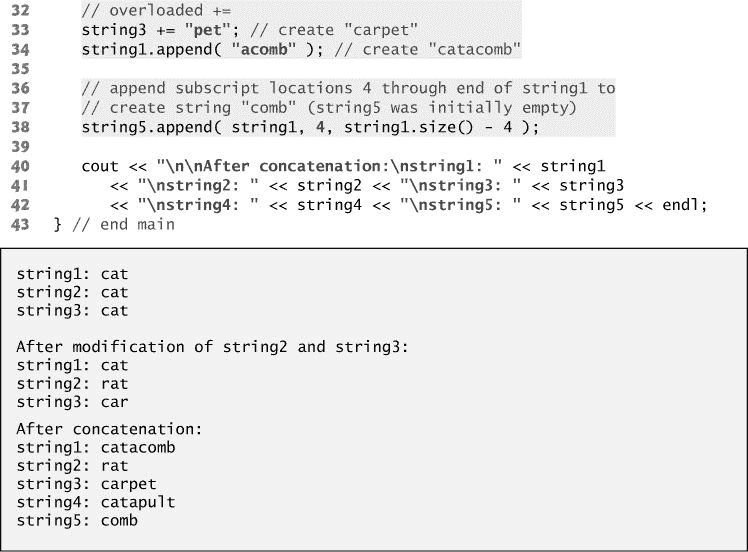 32 // overloaded +=
33 string3 += "pet"; // create "carpet"
34 string1.append( "acomb" ); // create "catacomb"
35
36 // append subscript locations 4 through end of string1 to
37 // create string "comb" (string5 was initially empty)
38 string5.append( string1, 4, string1.size() - 4 );
39
40 cout << "\n\nAfter concatenation:\nstring1: " << string1
41 << "\nstring2: " << string2 << "\nstring3: " << string3
42 << "\nstring4: " << string4 << "\nstring5: " << string5 << endl;
43 } // end main
string1: cat
string2: cat
string3: cat
After modification of string2 and string3:
string1: cat
string2: rat
string3: car
After concatenation:
string1: catacomb
string2: rat
string3: carpet
string4: catapult
string5: comb